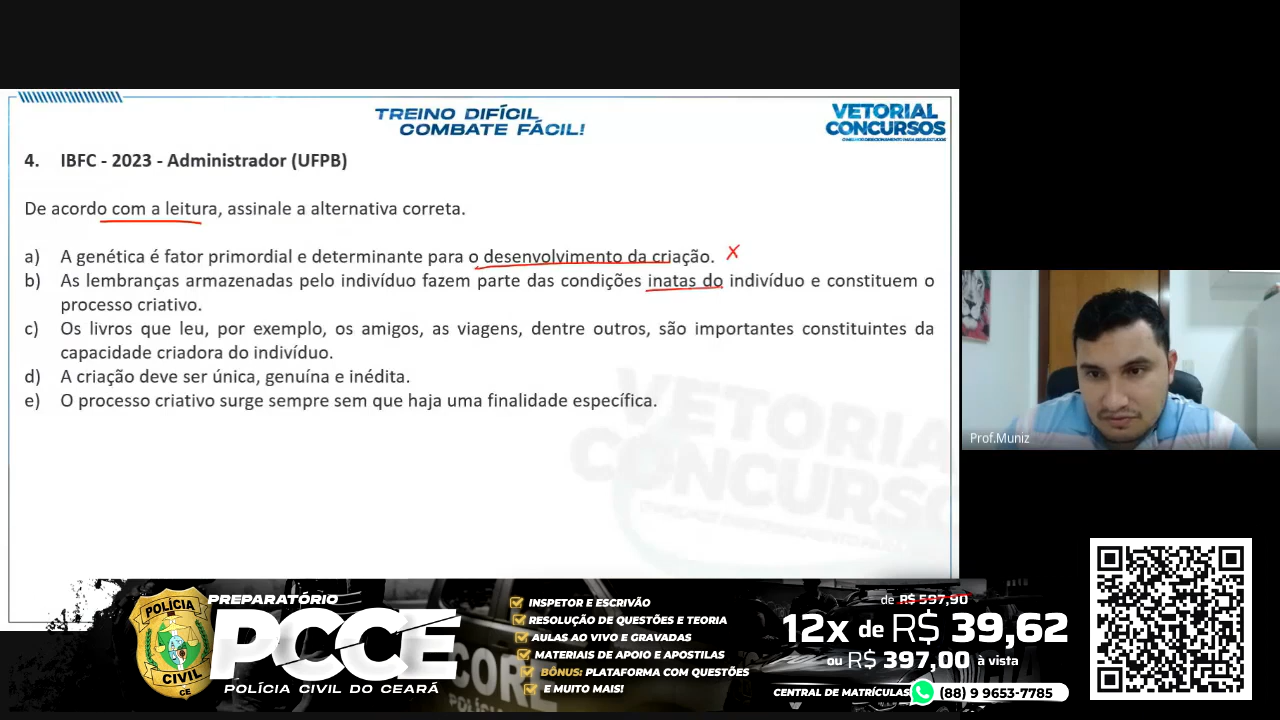 TREINO DIFÍCIL
COMBATE FÁCIL!
VETORIAL
CONCURSOS
4. IBFC - 2023 - Administrador (UFPB)
De acordo com a leitura, assinale a alternativa correta.
a) A genética é fator primordial e determinante para o desenvolvimento da criação. X
b) As lembranças armazenadas pelo indivíduo fazem parte das condições inatas do indivíduo e constituem o
processo criativo.
c) Os livros que leu, por exemplo, os amigos, as viagens, dentre outros, são importantes constituintes da
capacidade criadora do indivíduo.
d) A criação deve ser única, genuína e inédita.
e) O processo criativo surge sempre sem que haja uma finalidade específica.
VETORIA
CONCURSO
Prof.Muniz
POLÍCIA
CIVIL
CE
PREPARATÓRIO
PCCE
POLÍCIA CIVIL DO CEARÁ
CORE
INSPETOR E ESCRIVÃO
RESOLUÇÃO DE QUESTÕES E TEORIA
AULAS AO VIVO E GRAVADAS
MATERIAIS DE APOIO E APOSTILAS
BÔNUS: PLATAFORMA COM QUESTÕES
E MUITO MAIS!
de R$ 597,90
12x de R$ 39,62
ou R$ 397,00 à vista
CENTRAL DE MATRÍCULAS (88) 9 9653-7785